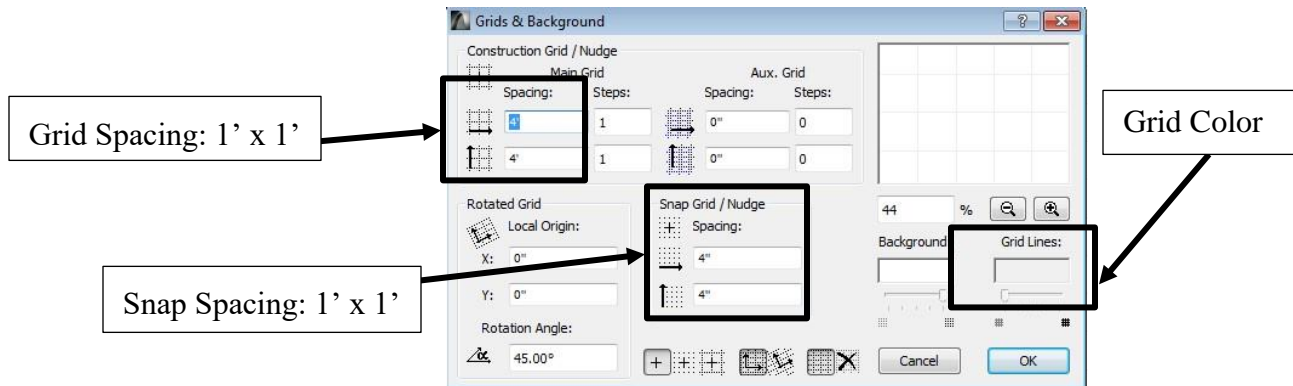 Grids & Background
Construction Grid / Nudge
Main Grid
Aux. Grid
Spacing:
Steps:
Spacing:
Steps:
4'
1
0"
0
4'
1
0"
0
Grid Spacing: 1’ x 1’
Grid Color
Rotated Grid
Local Origin:
X:
0"
Y:
0"
Rotation Angle:
α
45.00°
Snap Grid / Nudge
Spacing:
4"
4"
Snap Spacing: 1’ x 1’
44
%
Background
Grid Lines:
Cancel
OK